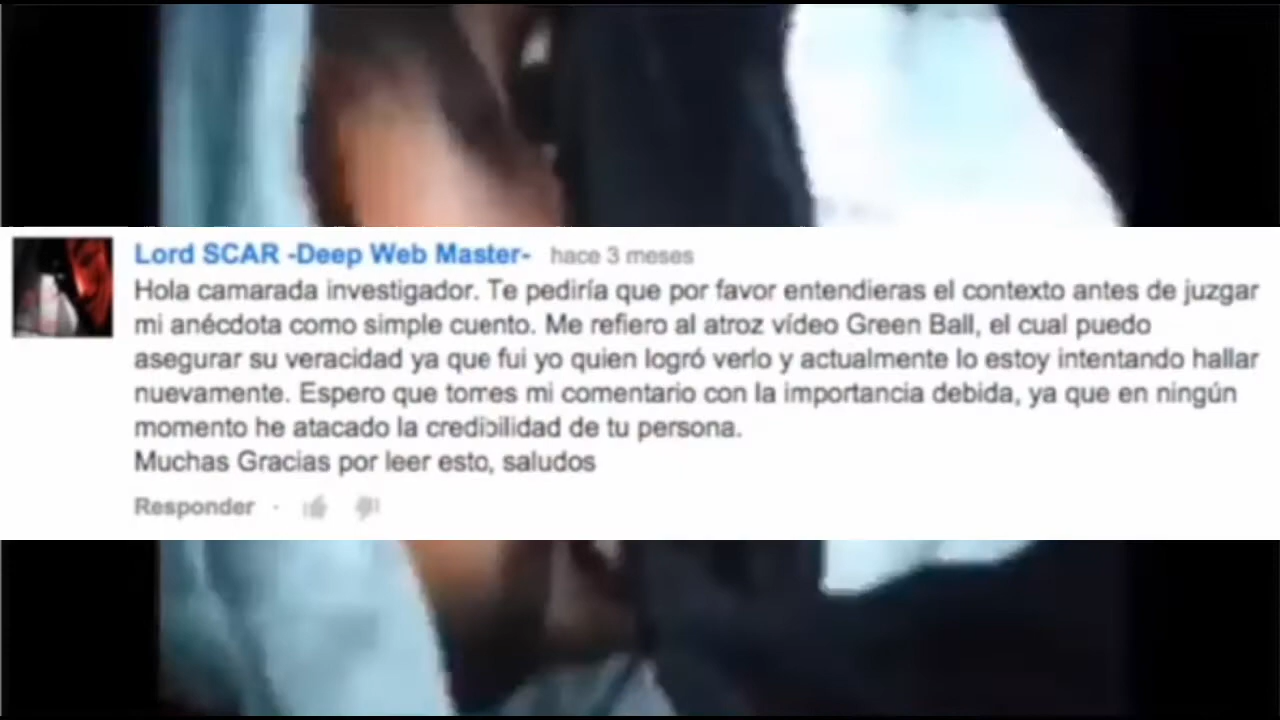 Lord SCAR -Deep Web Master- hace 3 meses
Hola camarada investigador. Te pediría que por favor entendieras el contexto antes de juzgar
mi anécdota como simple cuento. Me refiero al atroz vídeo Green Ball, el cual puedo
asegurar su veracidad ya que fui yo quien logró verlo y actualmente lo estoy intentando hallar
nuevamente. Espero que tomes mi comentario con la importancia debida, ya que en ningún
momento he atacado la credibilidad de tu persona.
Muchas Gracias por leer esto, saludos
Responder ·